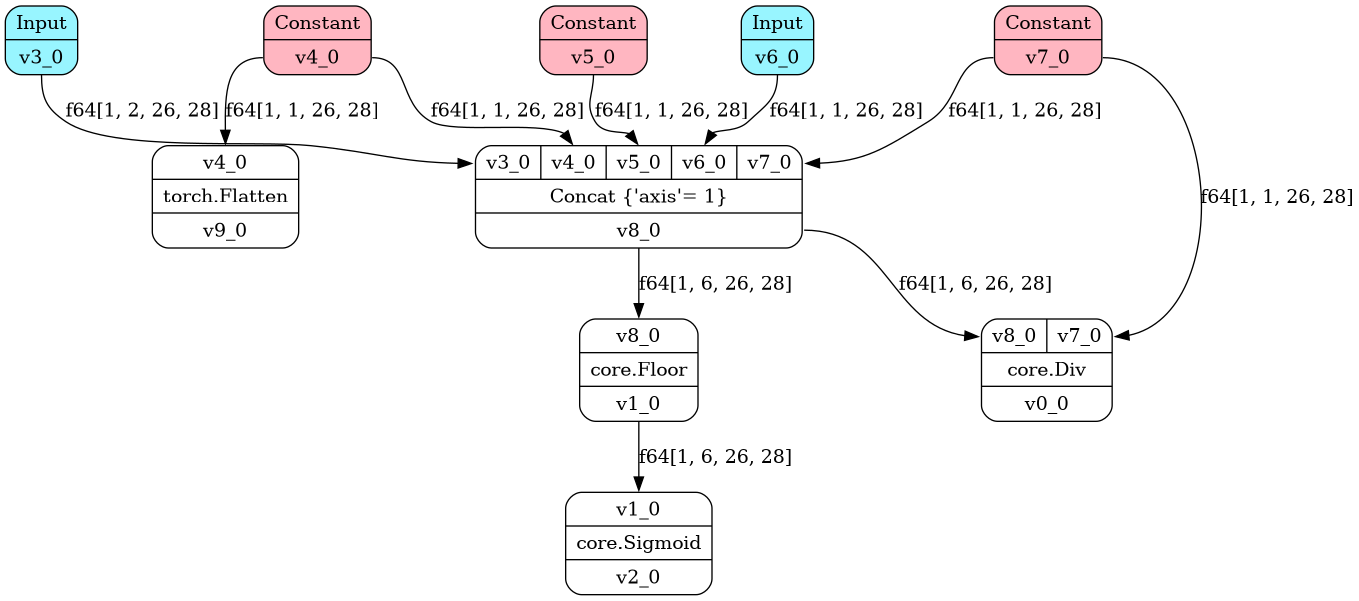 Input
v3_0
Constant
v4_0
Constant
v5_0
Input
v6_0
Constant
v7_0
f64[1, 2, 26, 28]
f64[1, 1, 26, 28]
f64[1, 1, 26, 28]
f64[1, 1, 26, 28]
f64[1, 1, 26, 28]
f64[1, 1, 26, 28]
v4_0
torch.Flatten
v9_0
v3_0 v4_0 v5_0 v6_0 v7_0
Concat {'axis'= 1}
v8_0
f64[1, 1, 26, 28]
f64[1, 6, 26, 28]
f64[1, 6, 26, 28]
v8_0
core.Floor
v1_0
v8_0 v7_0
core.Div
v0_0
f64[1, 6, 26, 28]
v1_0
core.Sigmoid
v2_0